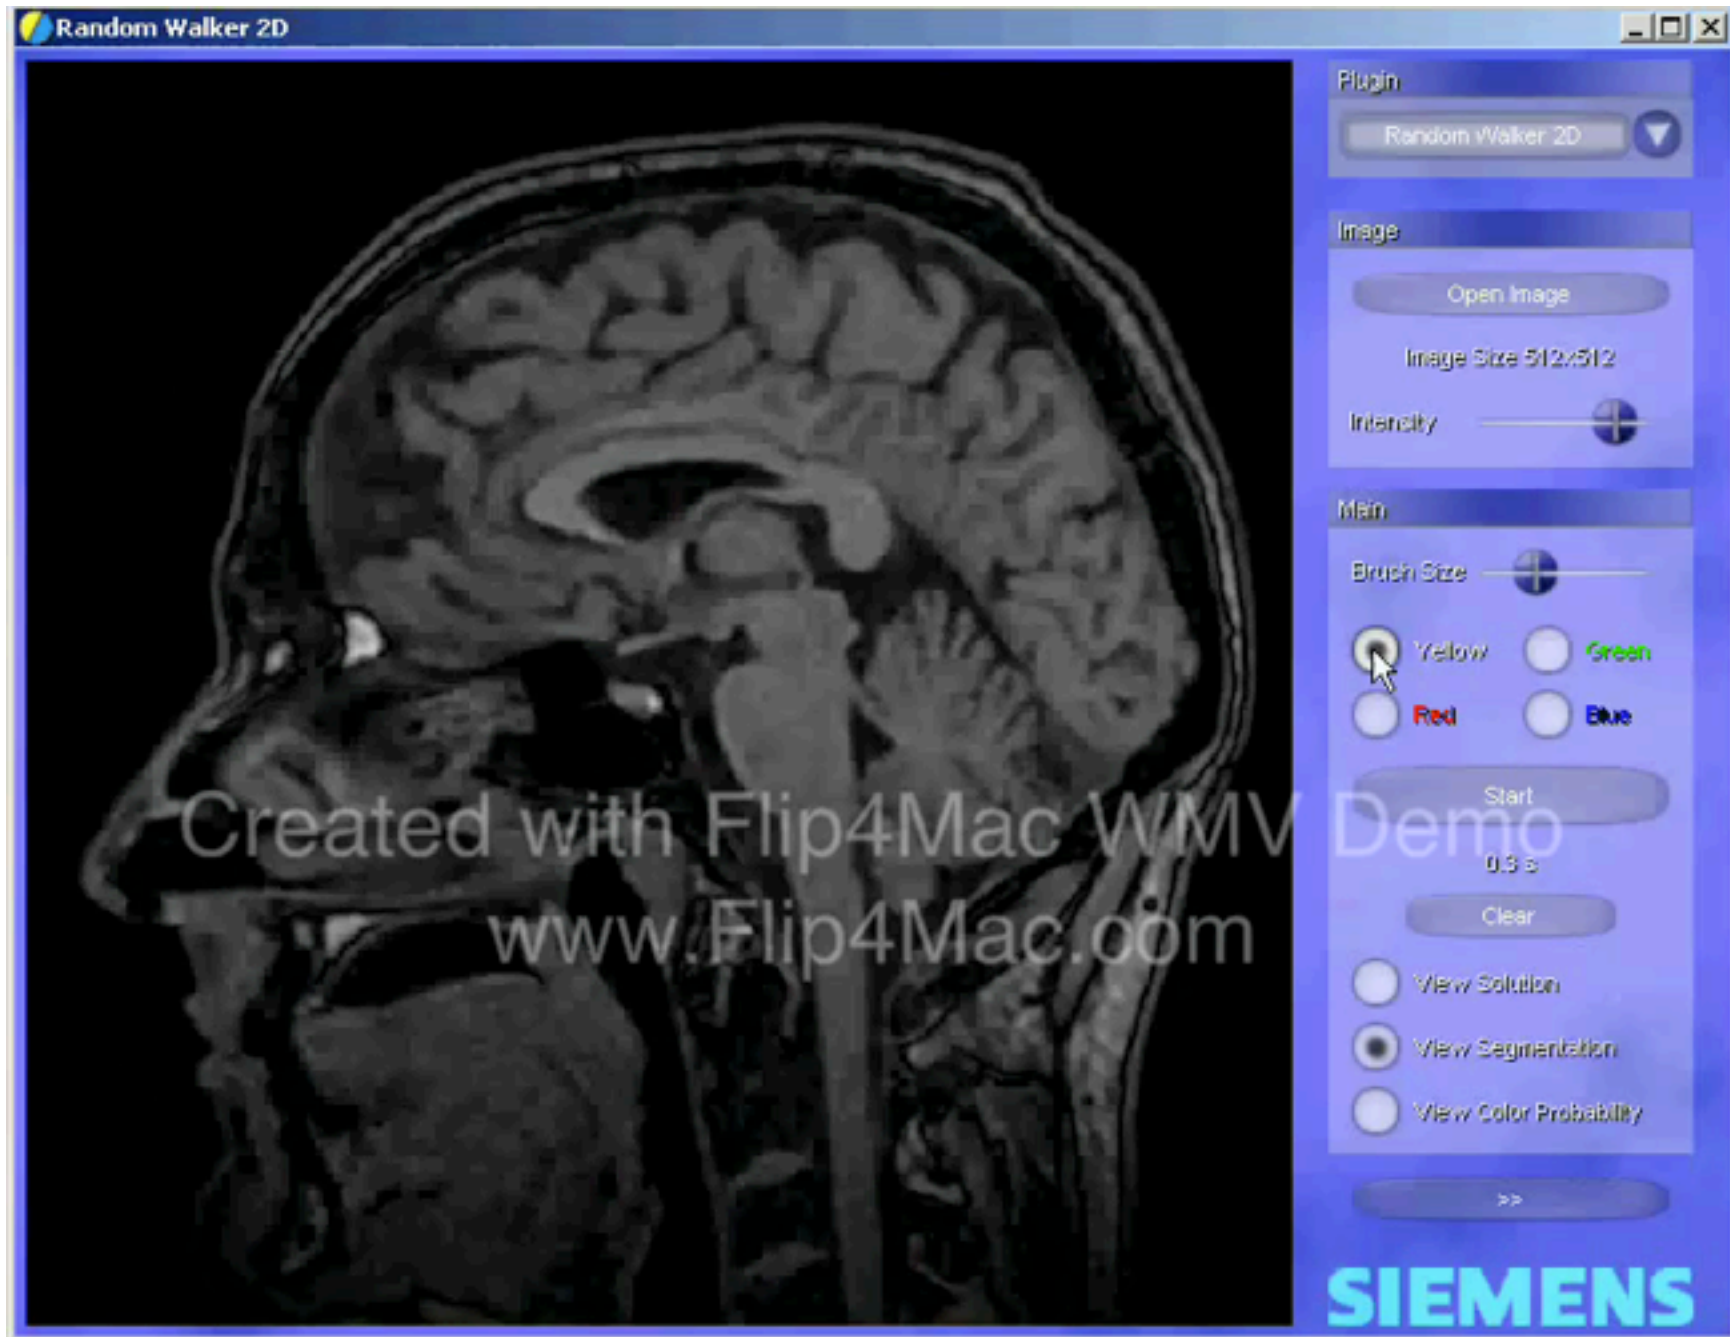 Random Walker 2D
Plugin
Random Walker 2D
Image
Open Image
Image Size 512x512
Intensity
Main
Brush Size
Yellow Green
Red Blue
Start
Created with Flip4Mac WMV Demo
0.3 s
Clear
www.Flip4Mac.com
View Solution
View Segmentation
View Color Probability
>>
SIEMENS